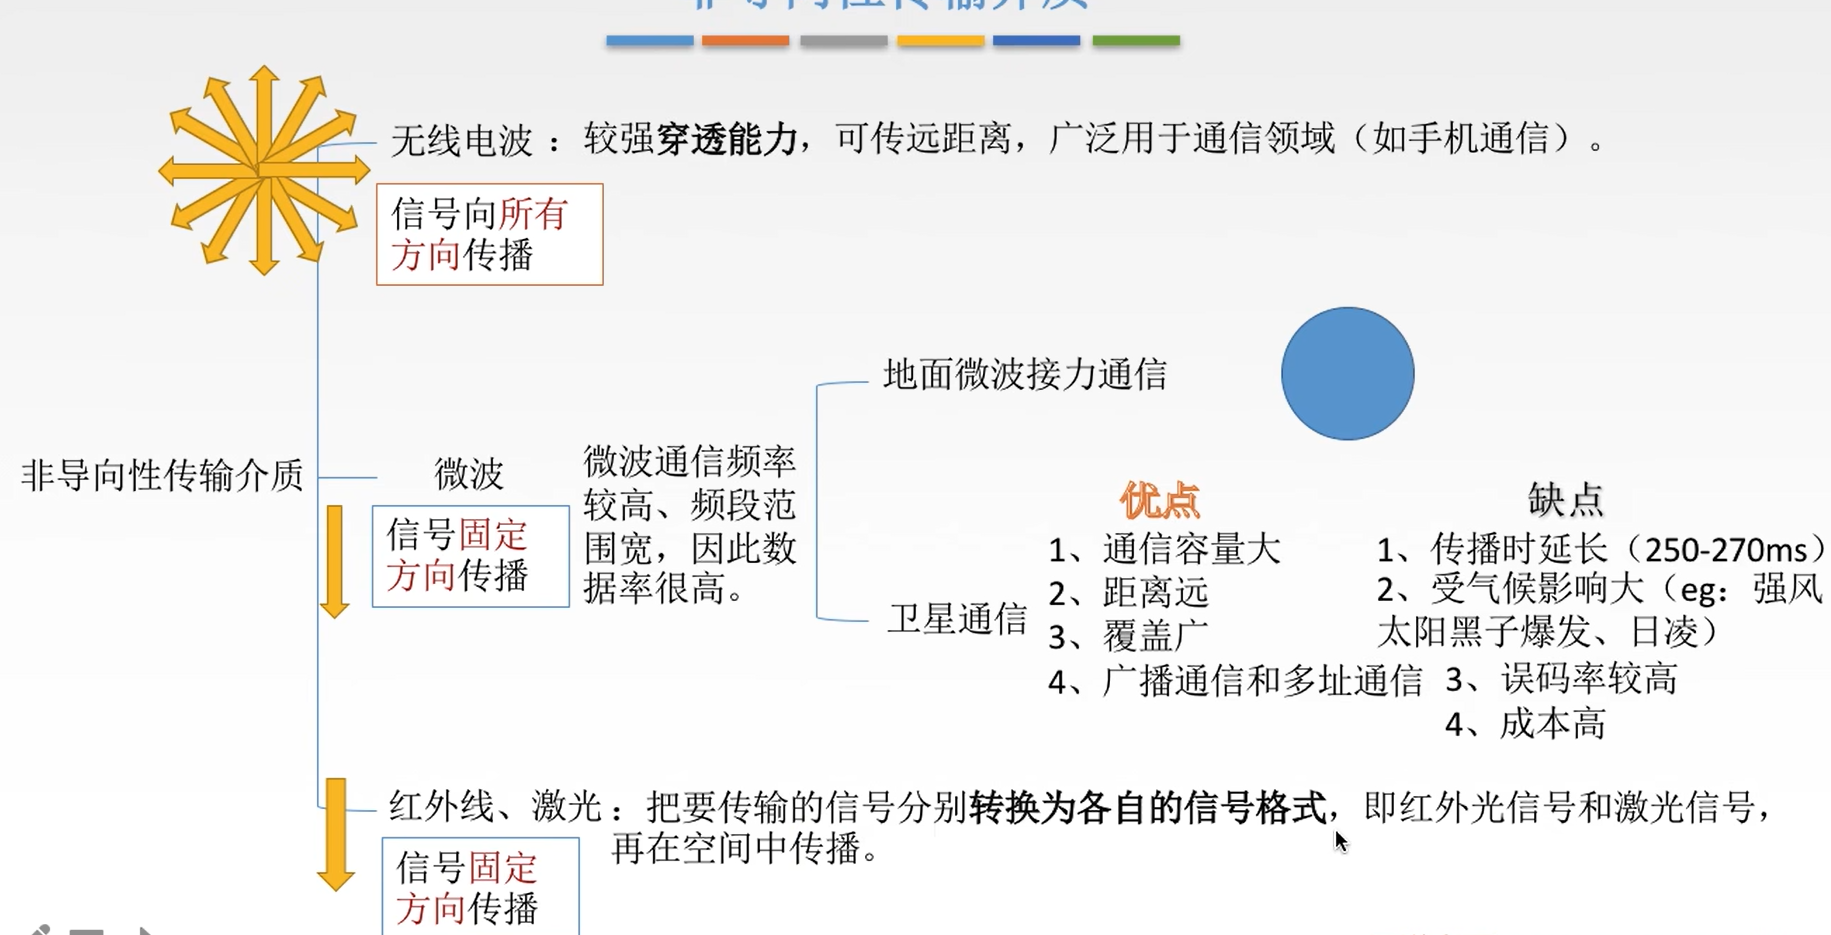 非导向性传输介质
无线电波：较强穿透能力，可传远距离，广泛用于通信领域（如手机通信）。
信号向所有
方向传播
地面微波接力通信
非导向性传输介质
微波
信号固定
方向传播
微波通信频率
较高、频段范
围宽，因此数
据率很高。
卫星通信
优点
1、通信容量大
2、距离远
3、覆盖广
4、广播通信和多址通信
缺点
1、传播时延长（250-270ms）
2、受气候影响大（eg：强风
太阳黑子爆发、日凌）
3、误码率较高
4、成本高
红外线、激光：把要传输的信号分别转换为各自的信号格式，即红外光信号和激光信号，
再在空间中传播。
信号固定
方向传播